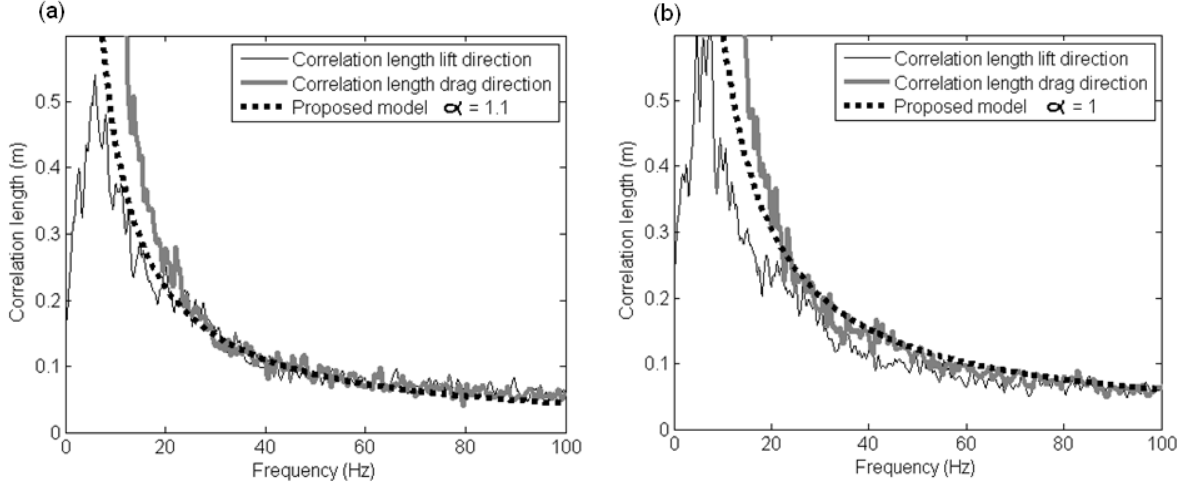 (a)
Correlation length lift direction
Correlation length drag direction
Proposed model ∝ = 1.1
Correlation length (m)
0.5
0.4
0.3
0.2
0.1
0
0 20 40 60 80 100
Frequency (Hz)
(b)
Correlation length lift direction
Correlation length drag direction
Proposed model ∝ = 1
Correlation length (m)
0.5
0.4
0.3
0.2
0.1
0
0 20 40 60 80 100
Frequency (Hz)